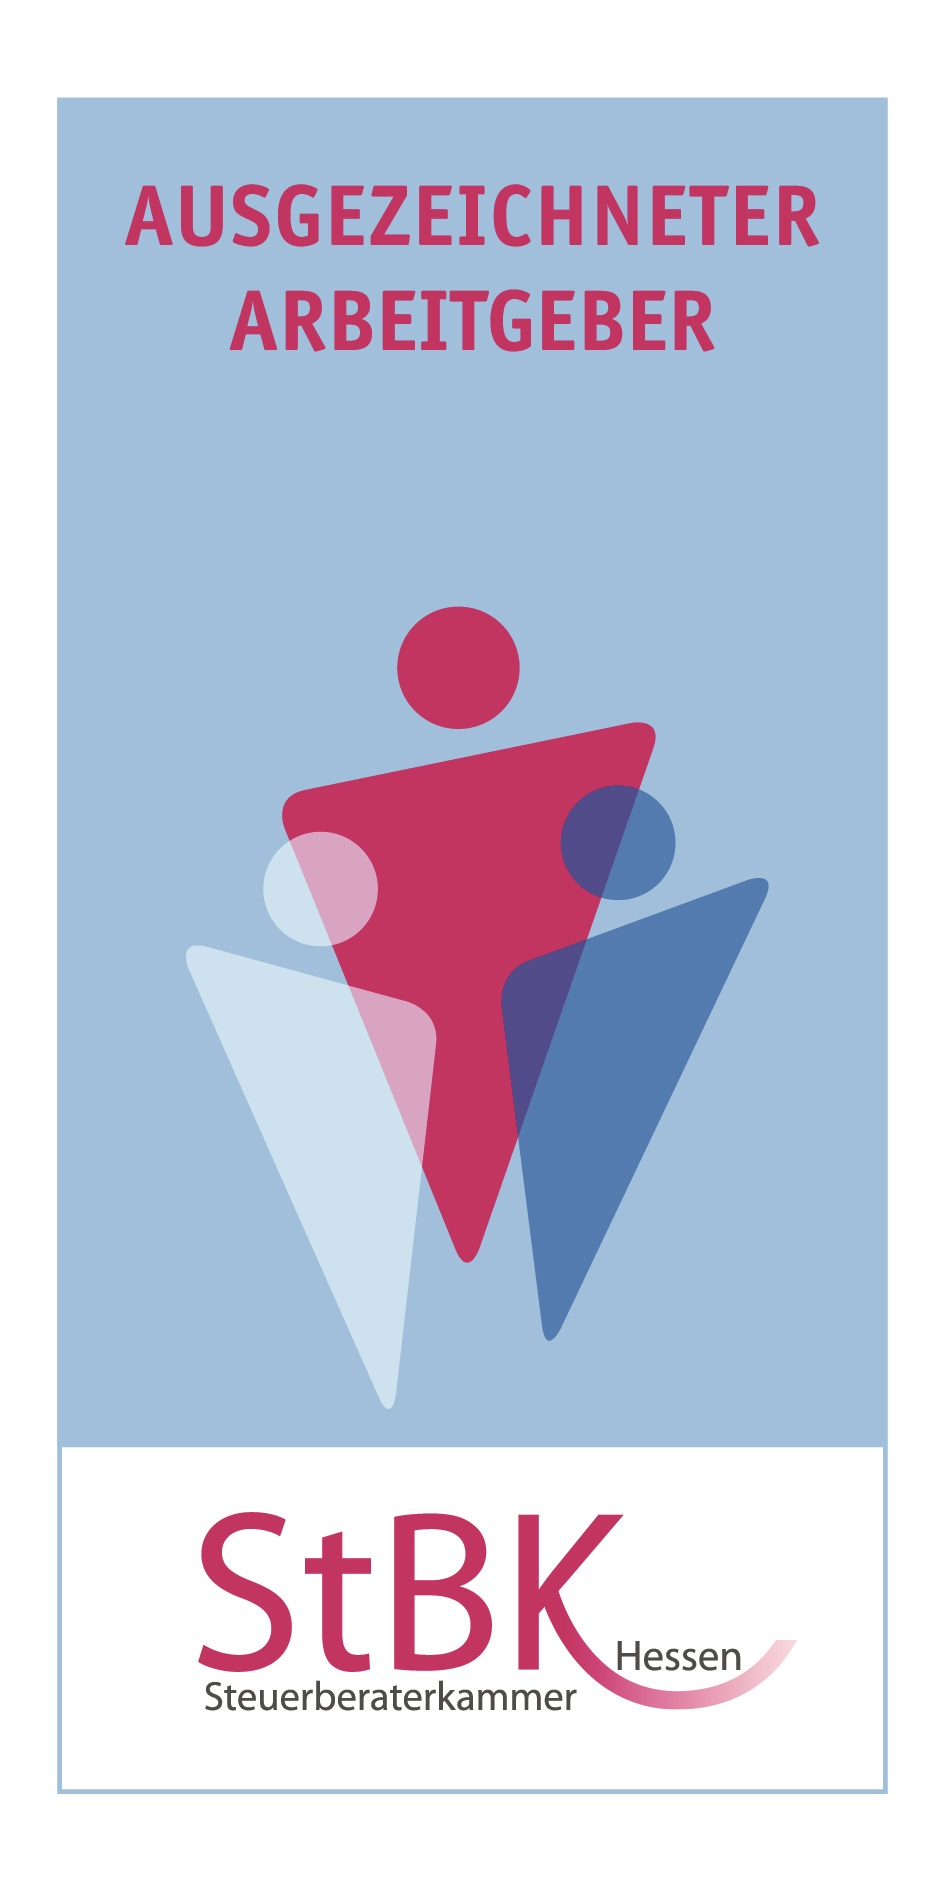 AUSGEZEICHNETER
ARBEITGEBER
StBK
Hessen
Steuerberaterkammer